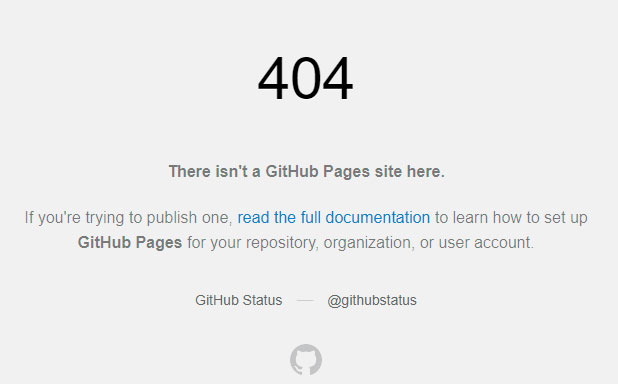 404
There isn't a GitHub Pages site here.
If you're trying to publish one, read the full documentation to learn how to set up
GitHub Pages for your repository, organization, or user account.
GitHub Status — @githubstatus